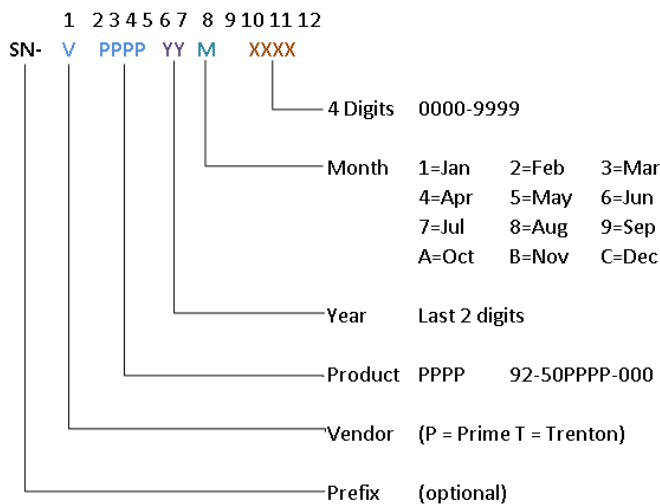 1 2 3 4 5 6 7 8 9 10 11 12
SN- V PPPP YY M XXXX
4 Digits 0000-9999
Month 1=Jan 2=Feb 3=Mar
4=Apr 5=May 6=Jun
7=Jul 8=Aug 9=Sep
A=Oct B=Nov C=Dec
Year Last 2 digits
Product PPPP 92-50PPPP-000
Vendor (P = Prime T = Trenton)
Prefix (optional)